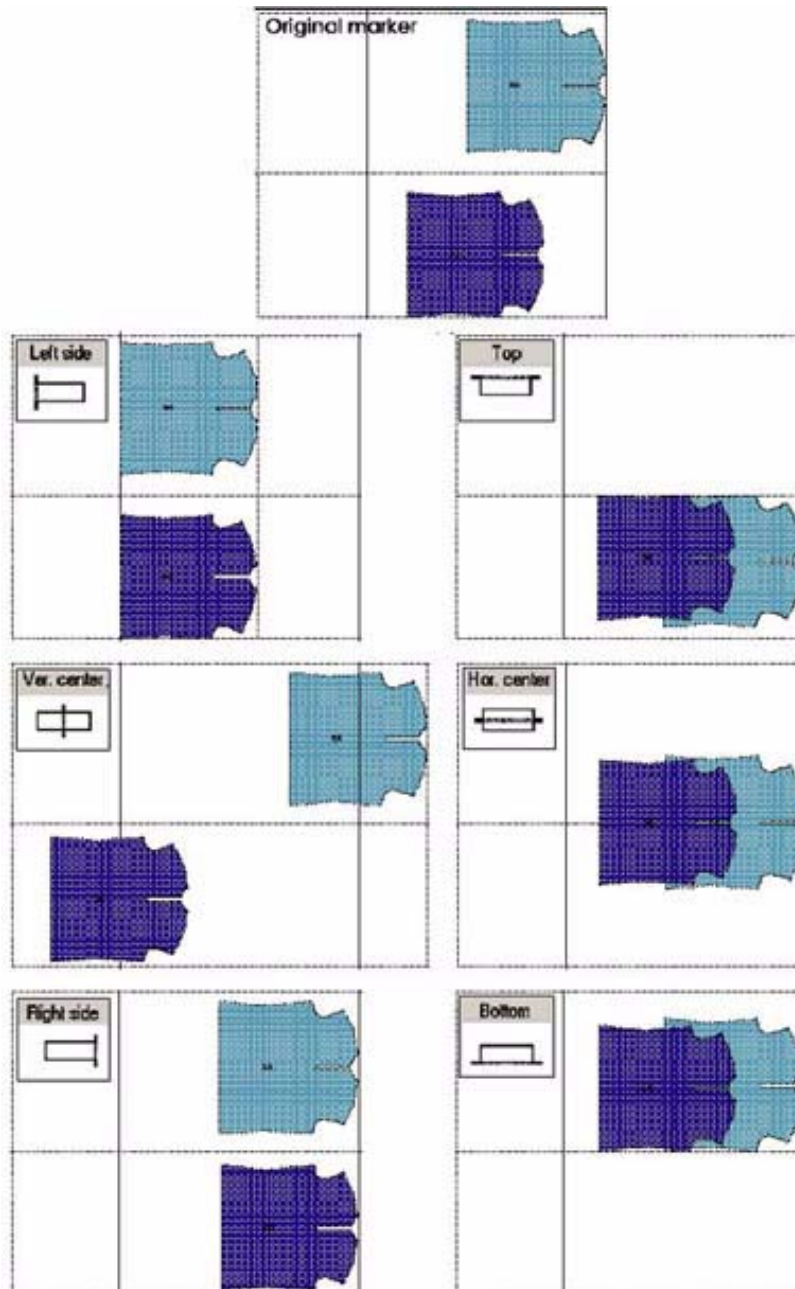 Original marker
Left side
Top
Ver. center
Hor. center
Right side
Bottom